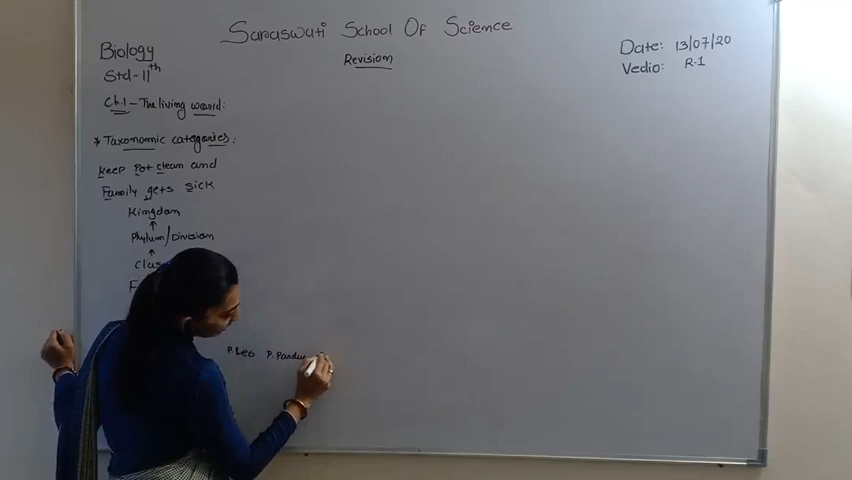 Saraswati School Of Science
Biology
Std-11th
Revision
Date: 13/07/20
Vedio: R-1
Ch.1 - The living world:
* Taxonomic categories:
Keep Pot clean and
Family gets sick
Kingdom
↑
Phylum/Division
↑
P. Leo P.